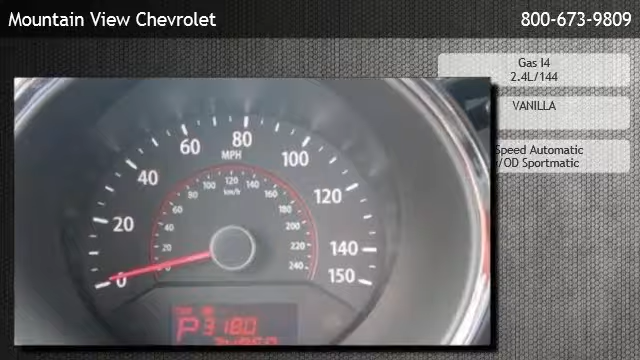 Mountain View Chevrolet
800-673-9809
Gas I4
2.4L/144
VANILLA
Speed Automatic
/OD Sportmatic
0 20 40 60 80 100 120 140 150
MPH
20 40 60 80 100 120 140 160 180 200 220 240
km/h
P 3180